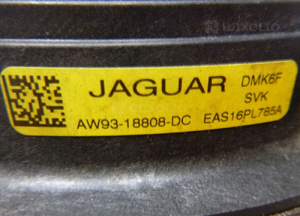 JAGUAR DMK6F
SVK
AW93-18808-DC EAS16PL785A